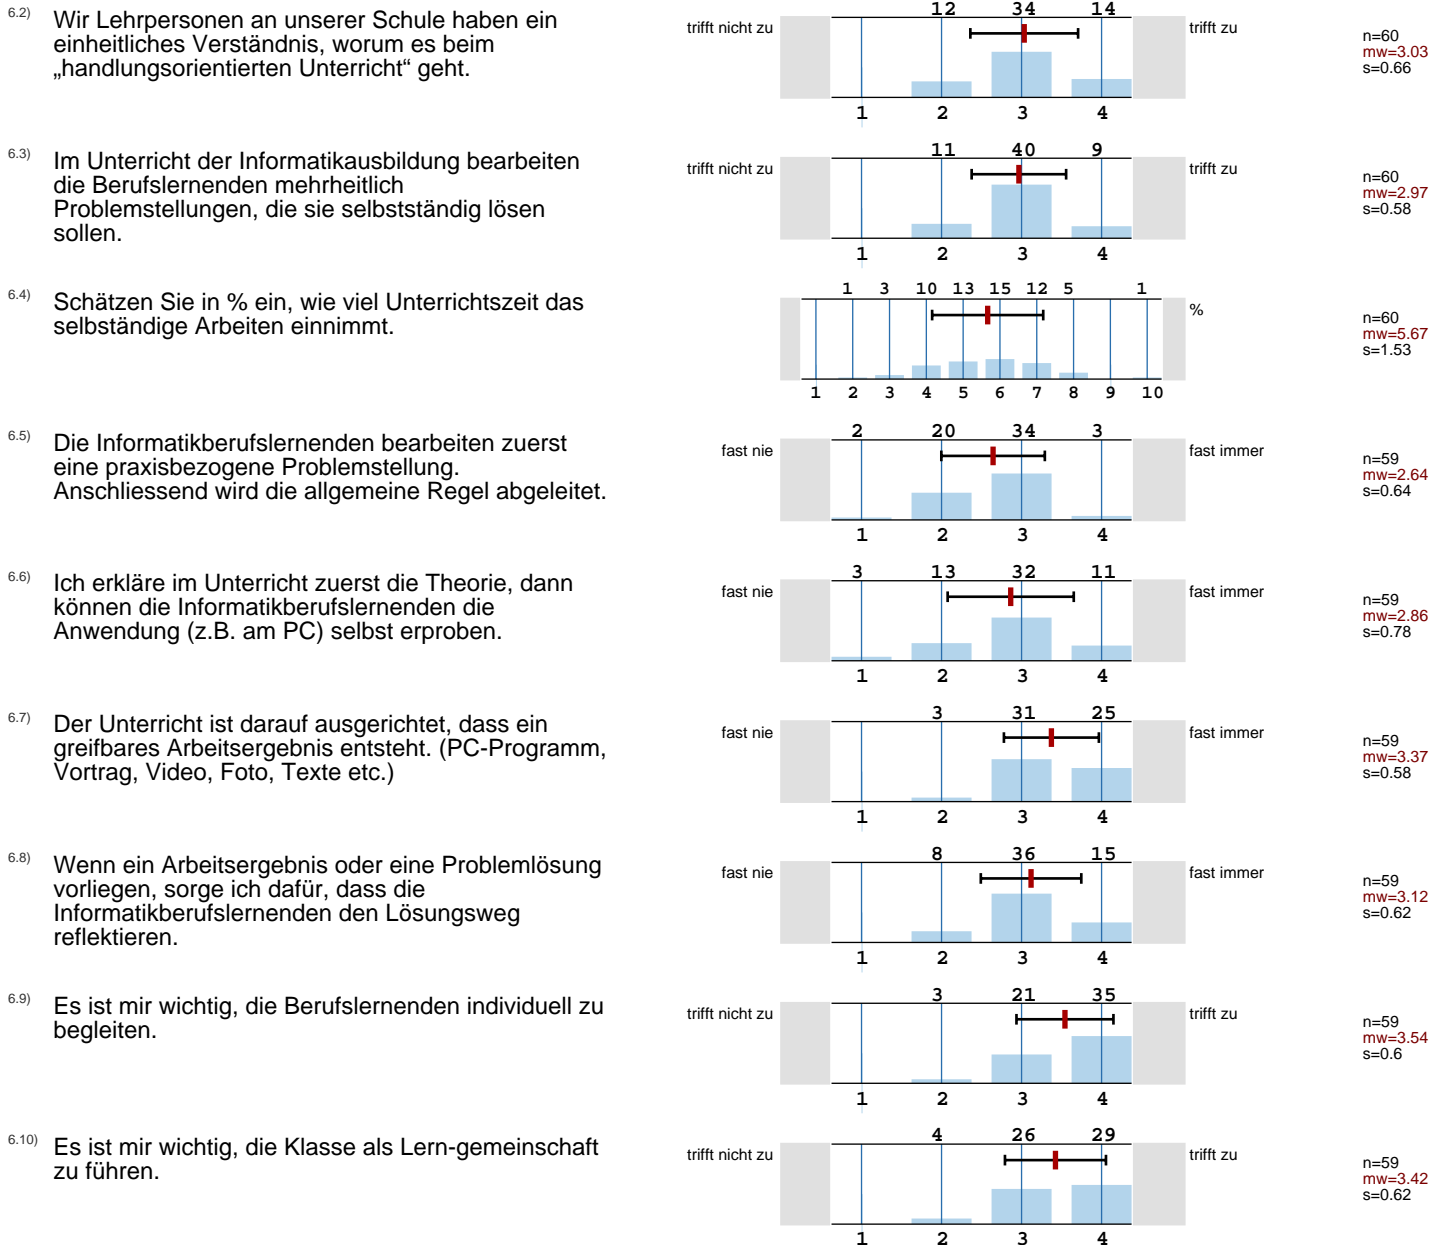 6.2) Wir Lehrpersonen an unserer Schule haben ein
einheitliches Verständnis, worum es beim
„handlungsorientierten Unterricht“ geht.
12 34 14
trifft nicht zu trifft zu
1 2 3 4
n=60
mw=3.03
s=0.66
6.3) Im Unterricht der Informatikausbildung bearbeiten
die Berufslernenden mehrheitlich
Problemstellungen, die sie selbstständig lösen
sollen.
11 40 9
trifft nicht zu trifft zu
1 2 3 4
n=60
mw=2.97
s=0.58
6.4) Schätzen Sie in % ein, wie viel Unterrichtszeit das
selbständige Arbeiten einnimmt.
1 3 10 13 15 12 5 1
%
1 2 3 4 5 6 7 8 9 10
n=60
mw=5.67
s=1.53
6.5) Die Informatikberufslernenden bearbeiten zuerst
eine praxisbezogene Problemstellung.
Anschliessend wird die allgemeine Regel abgeleitet.
2 20 34 3
fast nie fast immer
1 2 3 4
n=59
mw=2.64
s=0.64
6.6) Ich erkläre im Unterricht zuerst die Theorie, dann
können die Informatikberufslernenden die
Anwendung (z.B. am PC) selbst erproben.
3 13 32 11
fast nie fast immer
1 2 3 4
n=59
mw=2.86
s=0.78
6.7) Der Unterricht ist darauf ausgerichtet, dass ein
greifbares Arbeitsergebnis entsteht. (PC-Programm,
Vortrag, Video, Foto, Texte etc.)
3 31 25
fast nie fast immer
1 2 3 4
n=59
mw=3.37
s=0.58
6.8) Wenn ein Arbeitsergebnis oder eine Problemlösung
vorliegen, sorge ich dafür, dass die
Informatikberufslernenden den Lösungsweg
reflektieren.
8 36 15
fast nie fast immer
1 2 3 4
n=59
mw=3.12
s=0.62
6.9) Es ist mir wichtig, die Berufslernenden individuell zu
begleiten.
3 21 35
trifft nicht zu trifft zu
1 2 3 4
n=59
mw=3.54
s=0.6
6.10) Es ist mir wichtig, die Klasse als Lern-gemeinschaft
zu führen.
4 26 29
trifft nicht zu trifft zu
1 2 3 4
n=59
mw=3.42
s=0.62